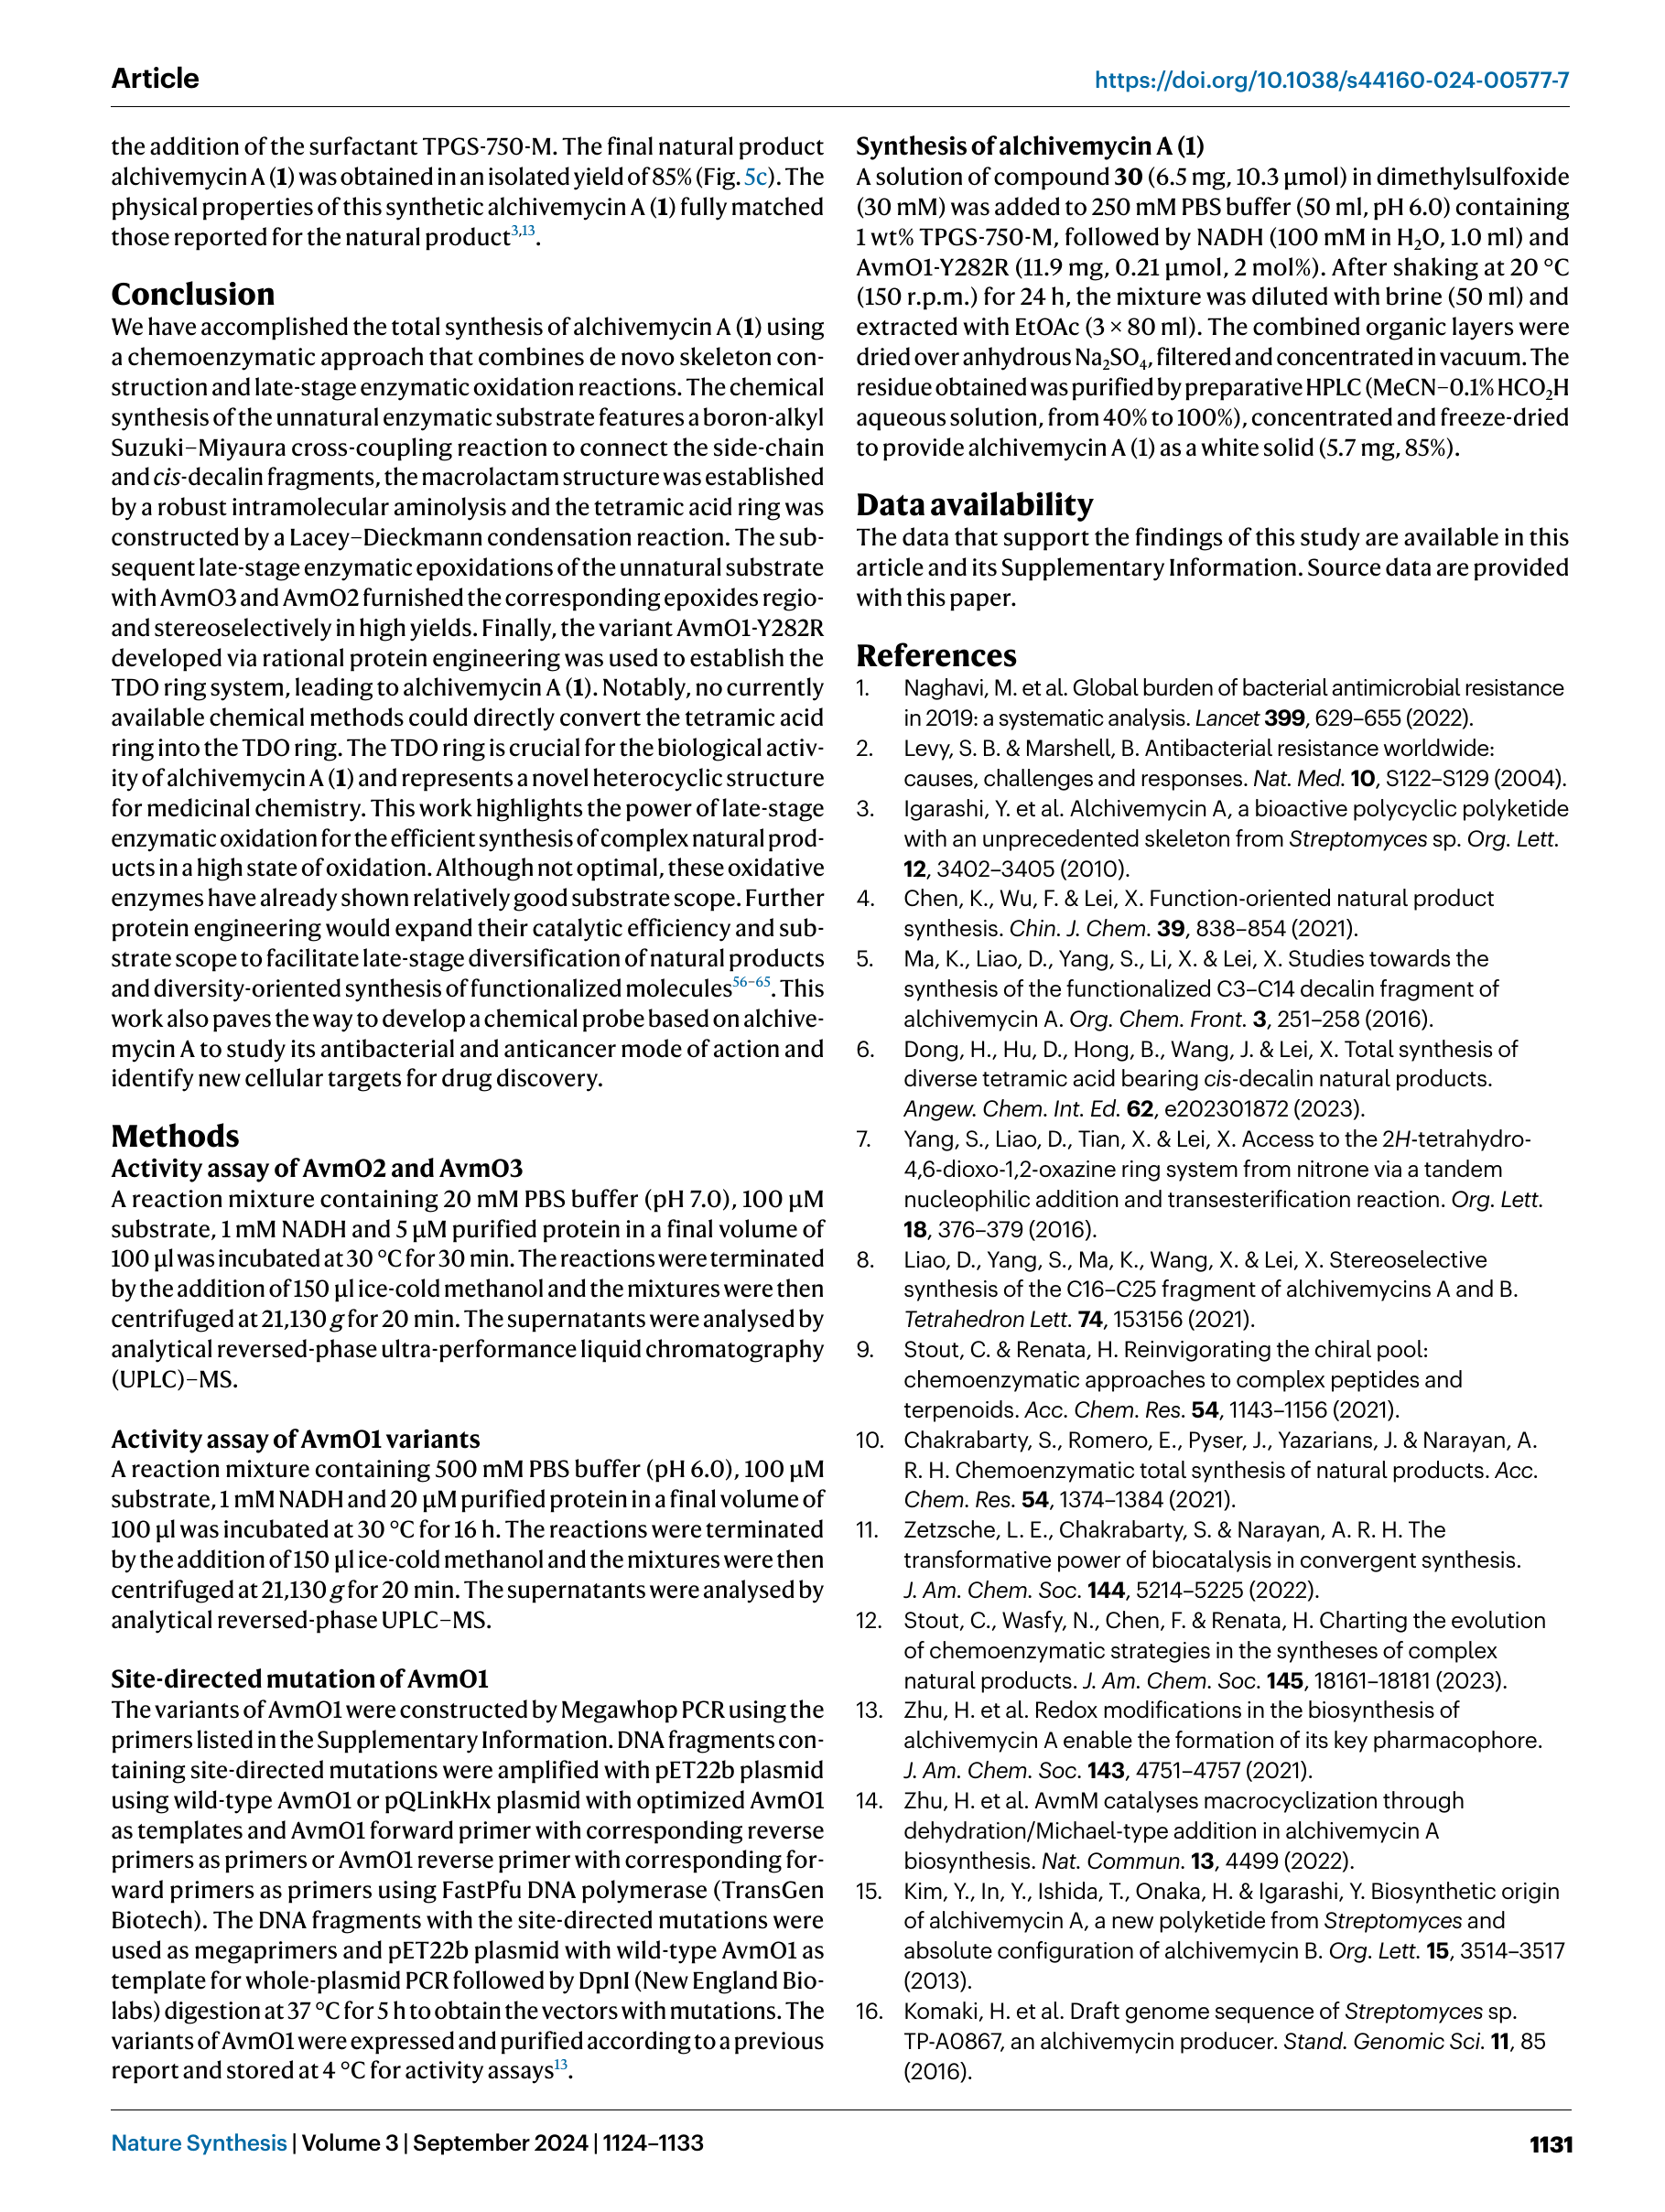 Article
https://doi.org/10.1038/s44160-024-00577-7
the addition of the surfactant TPGS-750-M. The final natural product
alchivemycin A (1) was obtained in an isolated yield of 85% (Fig. 5c). The
physical properties of this synthetic alchivemycin A (1) fully matched
those reported for the natural product3,13.
Conclusion
We have accomplished the total synthesis of alchivemycin A (1) using
a chemoenzymatic approach that combines de novo skeleton con-
struction and late-stage enzymatic oxidation reactions. The chemical
synthesis of the unnatural enzymatic substrate features a boron-alkyl
Suzuki–Miyaura cross-coupling reaction to connect the side-chain
and cis-decalin fragments, the macrolactam structure was established
by a robust intramolecular aminolysis and the tetramic acid ring was
constructed by a Lacey–Dieckmann condensation reaction. The sub-
sequent late-stage enzymatic epoxidations of the unnatural substrate
with AvmO3 and AvmO2 furnished the corresponding epoxides regio-
and stereoselectively in high yields. Finally, the variant AvmO1-Y282R
developed via rational protein engineering was used to establish the
TDO ring system, leading to alchivemycin A (1). Notably, no currently
available chemical methods could directly convert the tetramic acid
ring into the TDO ring. The TDO ring is crucial for the biological activ-
ity of alchivemycin A (1) and represents a novel heterocyclic structure
for medicinal chemistry. This work highlights the power of late-stage
enzymatic oxidation for the efficient synthesis of complex natural prod-
ucts in a high state of oxidation. Although not optimal, these oxidative
enzymes have already shown relatively good substrate scope. Further
protein engineering would expand their catalytic efficiency and sub-
strate scope to facilitate late-stage diversification of natural products
and diversity-oriented synthesis of functionalized molecules56–65. This
work also paves the way to develop a chemical probe based on alchive-
mycin A to study its antibacterial and anticancer mode of action and
identify new cellular targets for drug discovery.
Methods
Activity assay of AvmO2 and AvmO3
A reaction mixture containing 20 mM PBS buffer (pH 7.0), 100 µM
substrate, 1 mM NADH and 5 µM purified protein in a final volume of
100 µl was incubated at 30 °C for 30 min. The reactions were terminated
by the addition of 150 µl ice-cold methanol and the mixtures were then
centrifuged at 21,130 g for 20 min. The supernatants were analysed by
analytical reversed-phase ultra-performance liquid chromatography
(UPLC)–MS.
Activity assay of AvmO1 variants
A reaction mixture containing 500 mM PBS buffer (pH 6.0), 100 µM
substrate, 1 mM NADH and 20 µM purified protein in a final volume of
100 µl was incubated at 30 °C for 16 h. The reactions were terminated
by the addition of 150 µl ice-cold methanol and the mixtures were then
centrifuged at 21,130 g for 20 min. The supernatants were analysed by
analytical reversed-phase UPLC–MS.
Site-directed mutation of AvmO1
The variants of AvmO1 were constructed by Megawhop PCR using the
primers listed in the Supplementary Information. DNA fragments con-
taining site-directed mutations were amplified with pET22b plasmid
using wild-type AvmO1 or pQLinkHx plasmid with optimized AvmO1
as templates and AvmO1 forward primer with corresponding reverse
primers as primers or AvmO1 reverse primer with corresponding for-
ward primers as primers using FastPfu DNA polymerase (TransGen
Biotech). The DNA fragments with the site-directed mutations were
used as megaprimers and pET22b plasmid with wild-type AvmO1 as
template for whole-plasmid PCR followed by DpnI (New England Bio-
labs) digestion at 37 °C for 5 h to obtain the vectors with mutations. The
variants of AvmO1 were expressed and purified according to a previous
report and stored at 4 °C for activity assays13.
Synthesis of alchivemycin A (1)
A solution of compound 30 (6.5 mg, 10.3 µmol) in dimethylsulfoxide
(30 mM) was added to 250 mM PBS buffer (50 ml, pH 6.0) containing
1 wt% TPGS-750-M, followed by NADH (100 mM in H2O, 1.0 ml) and
AvmO1-Y282R (11.9 mg, 0.21 µmol, 2 mol%). After shaking at 20 °C
(150 r.p.m.) for 24 h, the mixture was diluted with brine (50 ml) and
extracted with EtOAc (3 × 80 ml). The combined organic layers were
dried over anhydrous Na2SO4, filtered and concentrated in vacuum. The
residue obtained was purified by preparative HPLC (MeCN–0.1% HCO2H
aqueous solution, from 40% to 100%), concentrated and freeze-dried
to provide alchivemycin A (1) as a white solid (5.7 mg, 85%).
Data availability
The data that support the findings of this study are available in this
article and its Supplementary Information. Source data are provided
with this paper.
References
1. Naghavi, M. et al. Global burden of bacterial antimicrobial resistance
in 2019: a systematic analysis. Lancet 399, 629–655 (2022).
2. Levy, S. B. & Marshell, B. Antibacterial resistance worldwide:
causes, challenges and responses. Nat. Med. 10, S122–S129 (2004).
3. Igarashi, Y. et al. Alchivemycin A, a bioactive polycyclic polyketide
with an unprecedented skeleton from Streptomyces sp. Org. Lett.
12, 3402–3405 (2010).
4. Chen, K., Wu, F. & Lei, X. Function-oriented natural product
synthesis. Chin. J. Chem. 39, 838–854 (2021).
5. Ma, K., Liao, D., Yang, S., Li, X. & Lei, X. Studies towards the
synthesis of the functionalized C3–C14 decalin fragment of
alchivemycin A. Org. Chem. Front. 3, 251–258 (2016).
6. Dong, H., Hu, D., Hong, B., Wang, J. & Lei, X. Total synthesis of
diverse tetramic acid bearing cis-decalin natural products.
Angew. Chem. Int. Ed. 62, e202301872 (2023).
7. Yang, S., Liao, D., Tian, X. & Lei, X. Access to the 2H-tetrahydro-
4,6-dioxo-1,2-oxazine ring system from nitrone via a tandem
nucleophilic addition and transesterification reaction. Org. Lett.
18, 376–379 (2016).
8. Liao, D., Yang, S., Ma, K., Wang, X. & Lei, X. Stereoselective
synthesis of the C16–C25 fragment of alchivemycins A and B.
Tetrahedron Lett. 74, 153156 (2021).
9. Stout, C. & Renata, H. Reinvigorating the chiral pool:
chemoenzymatic approaches to complex peptides and
terpenoids. Acc. Chem. Res. 54, 1143–1156 (2021).
10. Chakrabarty, S., Romero, E., Pyser, J., Yazarians, J. & Narayan, A.
R. H. Chemoenzymatic total synthesis of natural products. Acc.
Chem. Res. 54, 1374–1384 (2021).
11. Zetzsche, L. E., Chakrabarty, S. & Narayan, A. R. H. The
transformative power of biocatalysis in convergent synthesis.
J. Am. Chem. Soc. 144, 5214–5225 (2022).
12. Stout, C., Wasfy, N., Chen, F. & Renata, H. Charting the evolution
of chemoenzymatic strategies in the syntheses of complex
natural products. J. Am. Chem. Soc. 145, 18161–18181 (2023).
13. Zhu, H. et al. Redox modifications in the biosynthesis of
alchivemycin A enable the formation of its key pharmacophore.
J. Am. Chem. Soc. 143, 4751–4757 (2021).
14. Zhu, H. et al. AvmM catalyses macrocyclization through
dehydration/Michael-type addition in alchivemycin A
biosynthesis. Nat. Commun. 13, 4499 (2022).
15. Kim, Y., In, Y., Ishida, T., Onaka, H. & Igarashi, Y. Biosynthetic origin
of alchivemycin A, a new polyketide from Streptomyces and
absolute configuration of alchivemycin B. Org. Lett. 15, 3514–3517
(2013).
16. Komaki, H. et al. Draft genome sequence of Streptomyces sp.
TP-A0867, an alchivemycin producer. Stand. Genomic Sci. 11, 85
(2016).
Nature Synthesis | Volume 3 | September 2024 | 1124–1133
1131